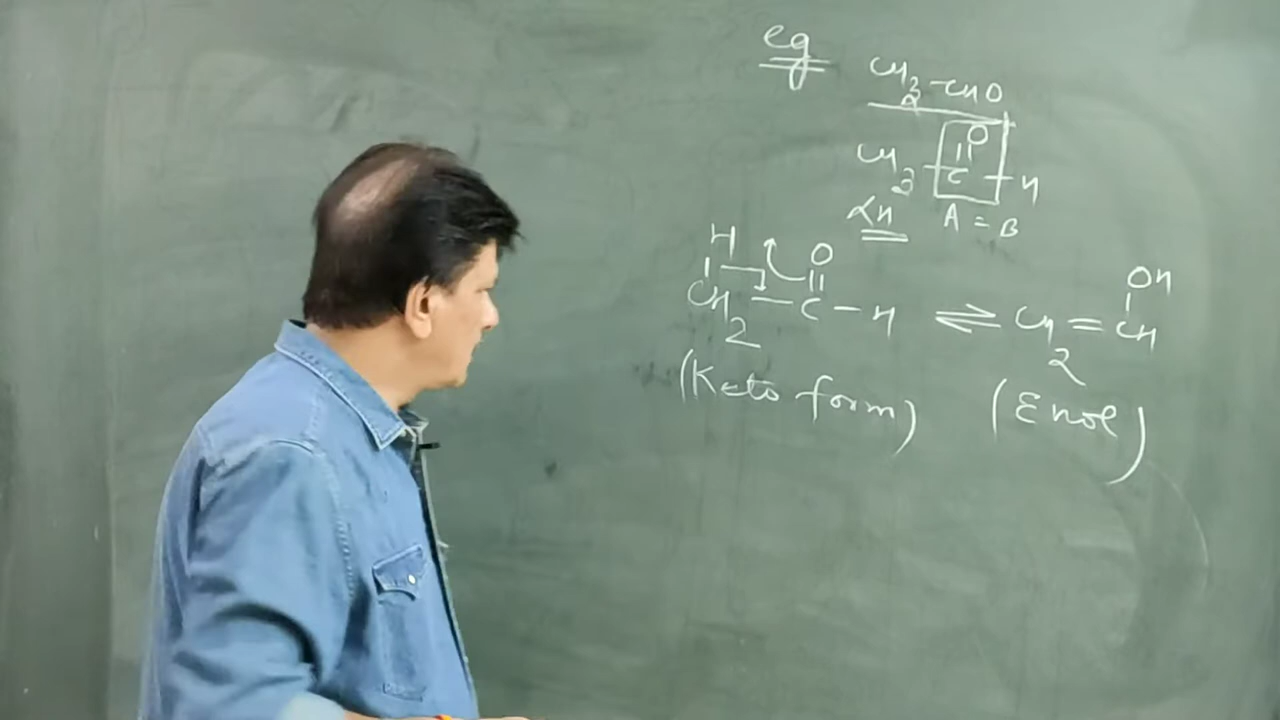 eg
CH3-CHO
α
O
||
CH3-C-H
αH A=B
H O OH
| || |
CH2-C-H ⇌ CH2=CH
(Keto form) (Enol)